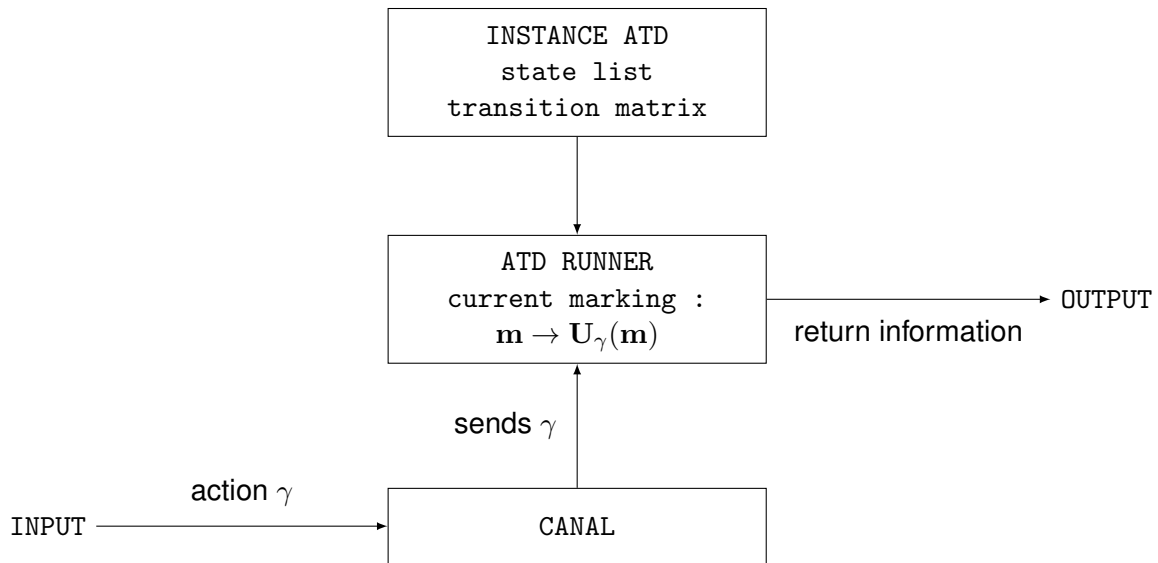 INSTANCE ATD
state list
transition matrix
ATD RUNNER
current marking :
m → U_γ(m)
OUTPUT
return information
sends γ
action γ
INPUT
CANAL